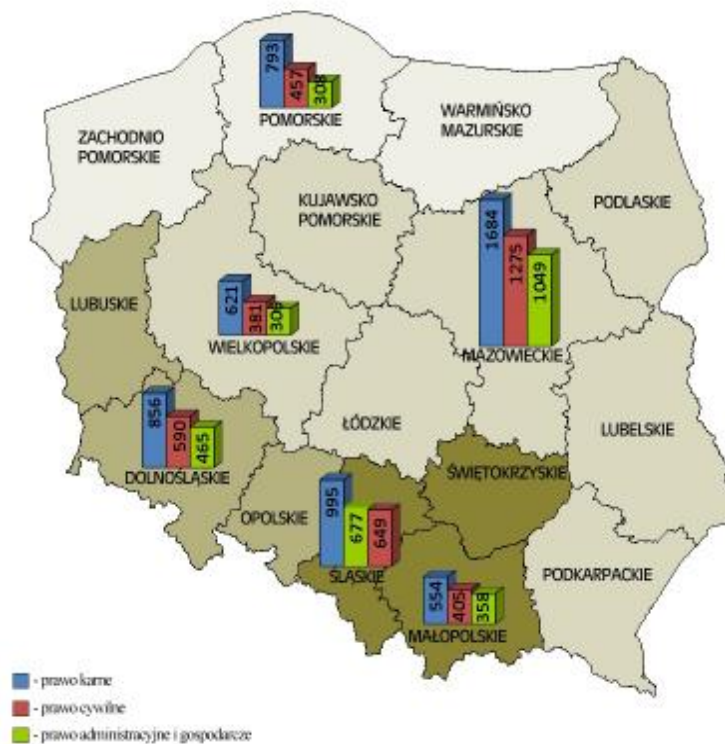 793
457
308
POMORSKIE
WARMIŃSKO
MAZURSKIE
ZACHODNIO
POMORSKIE
KUJAWSKO
POMORSKIE
PODLASKIE
1684
1275
1049
MAZOWIECKIE
LUBUSKIE
621
381
WIELKOPOLSKIE
856
590
465
DOLNOŚLĄSKIE
ŁÓDZKIE
LUBELSKIE
ŚWIĘTOKRZYSKIE
OPOLSKIE
995
677
649
ŚLĄSKIE
554
405
358
MAŁOPOLSKIE
PODKARPACKIE
- prawo karne
- prawo cywilne
- prawo administracyjne i gospodarcze